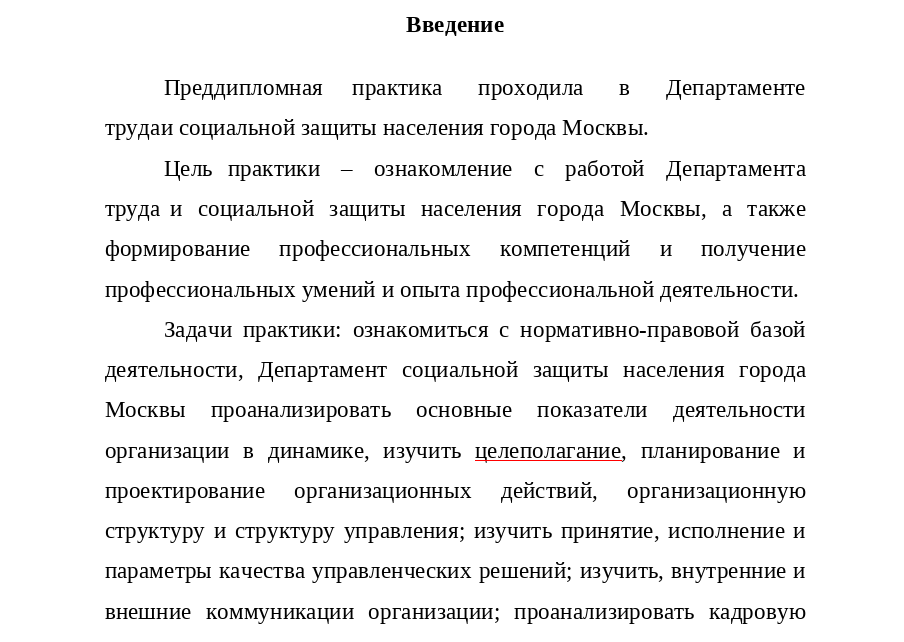 Введение
Преддипломная практика проходила в Департаменте
трудаи социальной защиты населения города Москвы.
Цель практики – ознакомление с работой Департамента
труда и социальной защиты населения города Москвы, а также
формирование профессиональных компетенций и получение
профессиональных умений и опыта профессиональной деятельности.
Задачи практики: ознакомиться с нормативно-правовой базой
деятельности, Департамент социальной защиты населения города
Москвы проанализировать основные показатели деятельности
организации в динамике, изучить целеполагание, планирование и
проектирование организационных действий, организационную
структуру и структуру управления; изучить принятие, исполнение и
параметры качества управленческих решений; изучить, внутренние и
внешние коммуникации организации; проанализировать кадровую